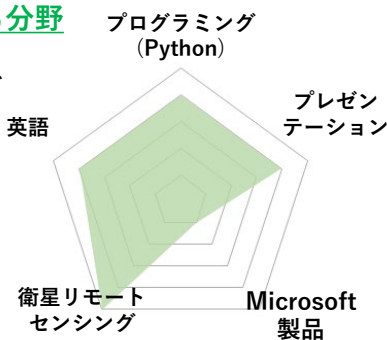 分野
プログラミング
(Python)
プレゼン
テーション
英語
衛星リモート
センシング
Microsoft
製品